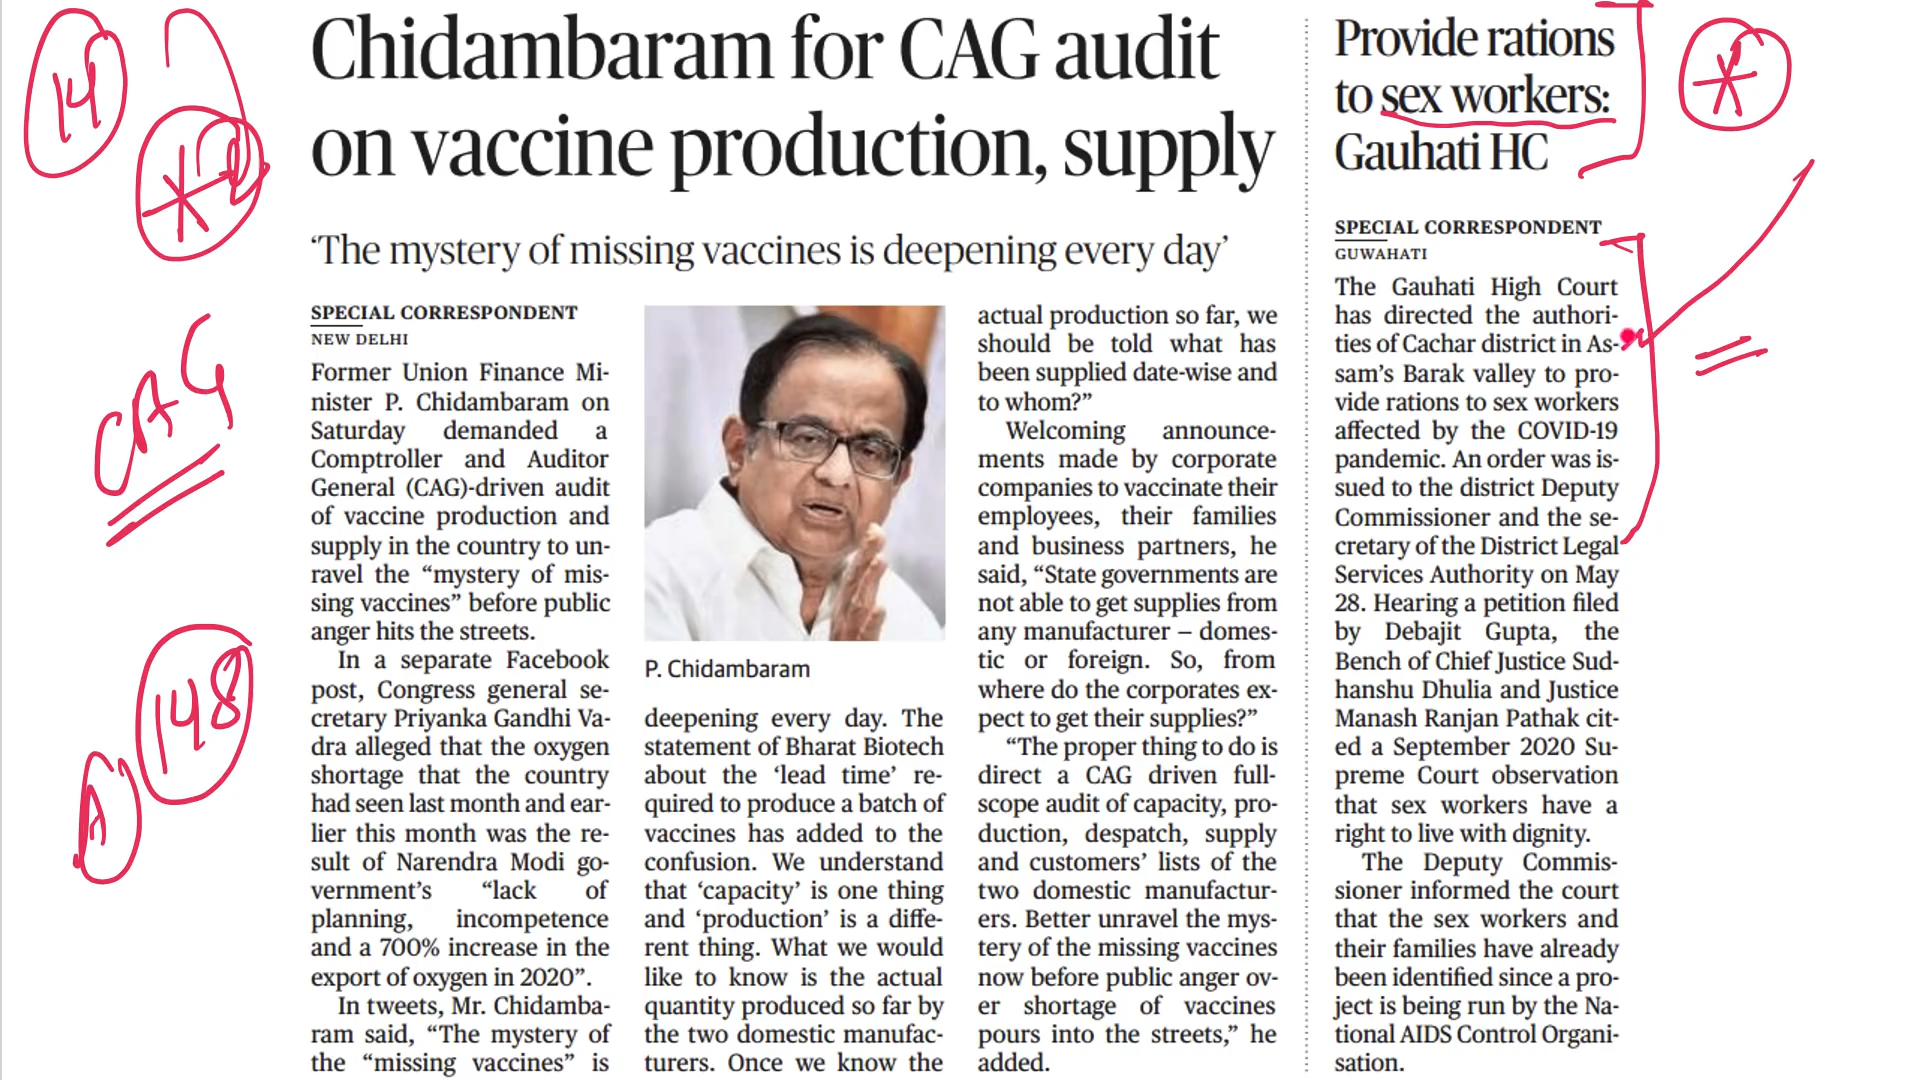 14
CAG
A 148
Chidambaram for CAG audit
on vaccine production, supply
‘The mystery of missing vaccines is deepening every day’
SPECIAL CORRESPONDENT
NEW DELHI
Former Union Finance Mi-
nister P. Chidambaram on
Saturday demanded a
Comptroller and Auditor
General (CAG)-driven audit
of vaccine production and
supply in the country to un-
ravel the “mystery of mis-
sing vaccines” before public
anger hits the streets.
In a separate Facebook
post, Congress general se-
cretary Priyanka Gandhi Va-
dra alleged that the oxygen
shortage that the country
had seen last month and ear-
lier this month was the re-
sult of Narendra Modi go-
vernment’s “lack of
planning, incompetence
and a 700% increase in the
export of oxygen in 2020”.
In tweets, Mr. Chidamba-
ram said, “The mystery of
the “missing vaccines” is
P. Chidambaram
deepening every day. The
statement of Bharat Biotech
about the ‘lead time’ re-
quired to produce a batch of
vaccines has added to the
confusion. We understand
that ‘capacity’ is one thing
and ‘production’ is a diffe-
rent thing. What we would
like to know is the actual
quantity produced so far by
the two domestic manufac-
turers. Once we know the
actual production so far, we
should be told what has
been supplied date-wise and
to whom?”
Welcoming announce-
ments made by corporate
companies to vaccinate their
employees, their families
and business partners, he
said, “State governments are
not able to get supplies from
any manufacturer – domes-
tic or foreign. So, from
where do the corporates ex-
pect to get their supplies?”
“The proper thing to do is
direct a CAG driven full-
scope audit of capacity, pro-
duction, despatch, supply
and customers’ lists of the
two domestic manufactur-
ers. Better unravel the mys-
tery of the missing vaccines
now before public anger ov-
er shortage of vaccines
pours into the streets,” he
added.
Provide rations
to sex workers:
Gauhati HC
SPECIAL CORRESPONDENT
GUWAHATI
The Gauhati High Court
has directed the authori-
ties of Cachar district in As-
sam’s Barak valley to pro-
vide rations to sex workers
affected by the COVID-19
pandemic. An order was is-
sued to the district Deputy
Commissioner and the se-
cretary of the District Legal
Services Authority on May
28. Hearing a petition filed
by Debajit Gupta, the
Bench of Chief Justice Sud-
hanshu Dhulia and Justice
Manash Ranjan Pathak cit-
ed a September 2020 Su-
preme Court observation
that sex workers have a
right to live with dignity.
The Deputy Commis-
sioner informed the court
that the sex workers and
their families have already
been identified since a pro-
ject is being run by the Na-
tional AIDS Control Organi-
sation.